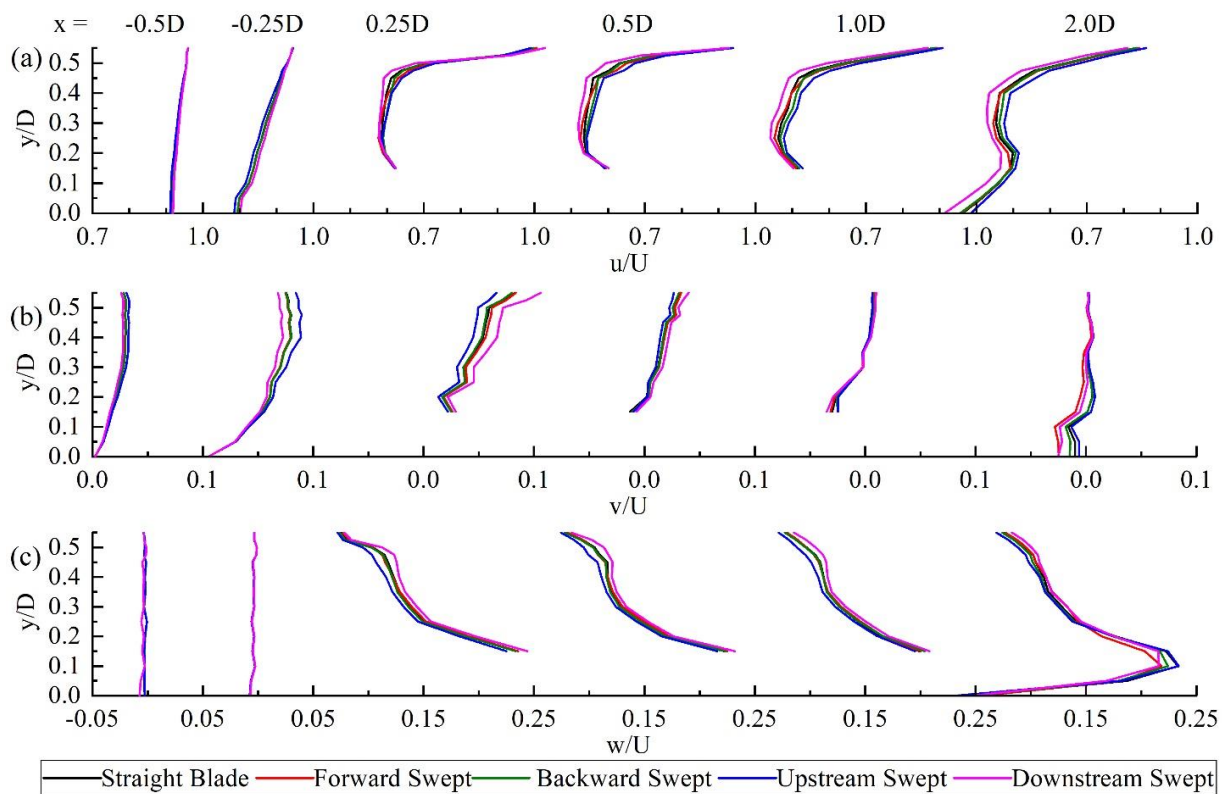 x = -0.5D -0.25D 0.25D 0.5D 1.0D 2.0D
(a)
y/D
0.5
0.4
0.3
0.2
0.1
0.0
0.7 1.0 1.0 0.7 1.0 0.7 1.0 1.0 1.0 0.7 1.0
u/U
(b)
y/D
0.5
0.4
0.3
0.2
0.1
0.0
0.0 0.1 0.1 0.0 0.1 0.0 0.1 0.0 0.1 0.0 0.1
v/U
(c)
y/D
0.5
0.4
0.3
0.2
0.1
0.0
-0.05 0.05 0.05 0.15 0.25 0.15 0.25 0.15 0.25 0.15 0.25
w/U
Straight Blade Forward Swept Backward Swept Upstream Swept Downstream Swept